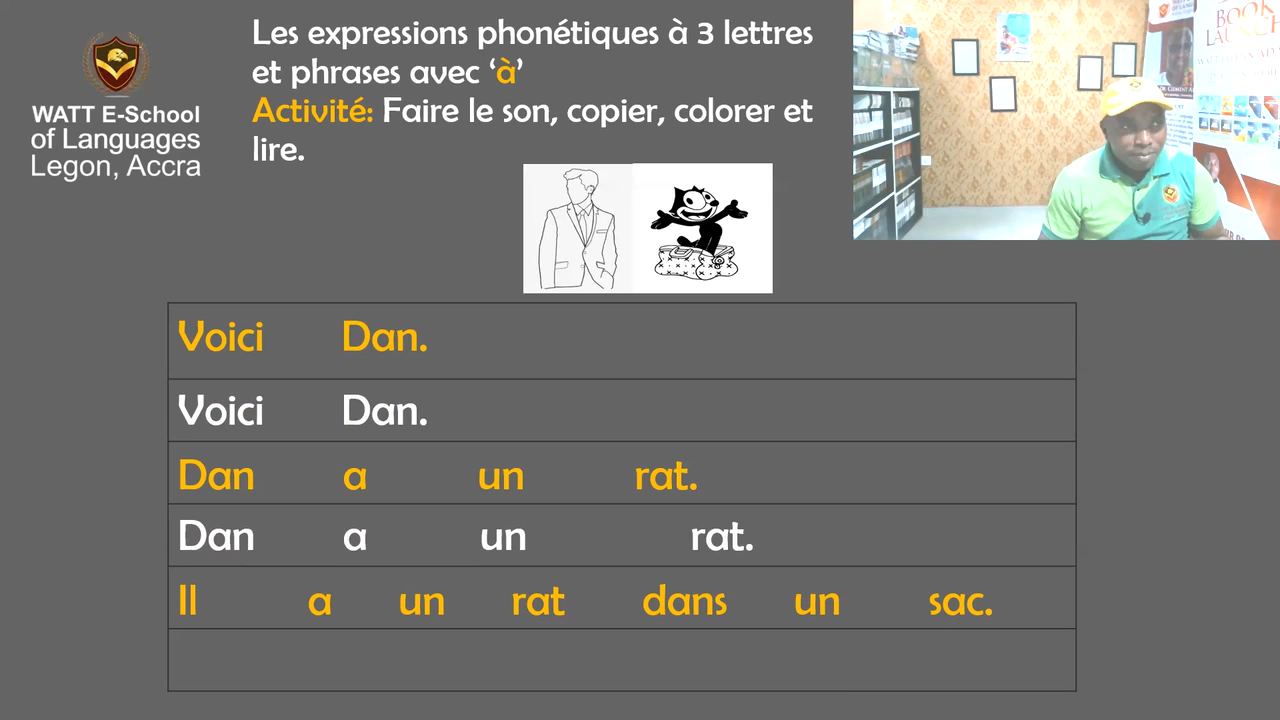 WATT E-School
of Languages
Legon, Accra
Les expressions phonétiques à 3 lettres
et phrases avec ‘à’
Activité: Faire le son, copier, colorer et
lire.
BOOK
Voici Dan.
Voici Dan.
Dan a un rat.
Dan a un rat.
Il a un rat dans un sac.